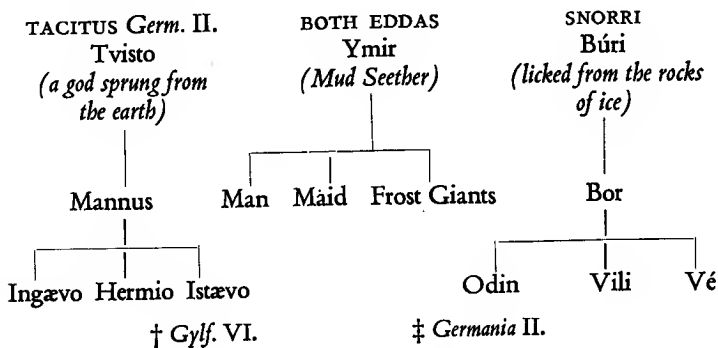 TACITUS Germ. II.
Tvisto
(a god sprung from
the earth)
Mannus
Ingævo Hermio Istævo
BOTH EDDAS
Ymir
(Mud Seether)
Man Maid Frost Giants
SNORRI
Búri
(licked from the rocks
of ice)
Bor
Odin Vili Vé
† Gylf. VI. ‡ Germania II.